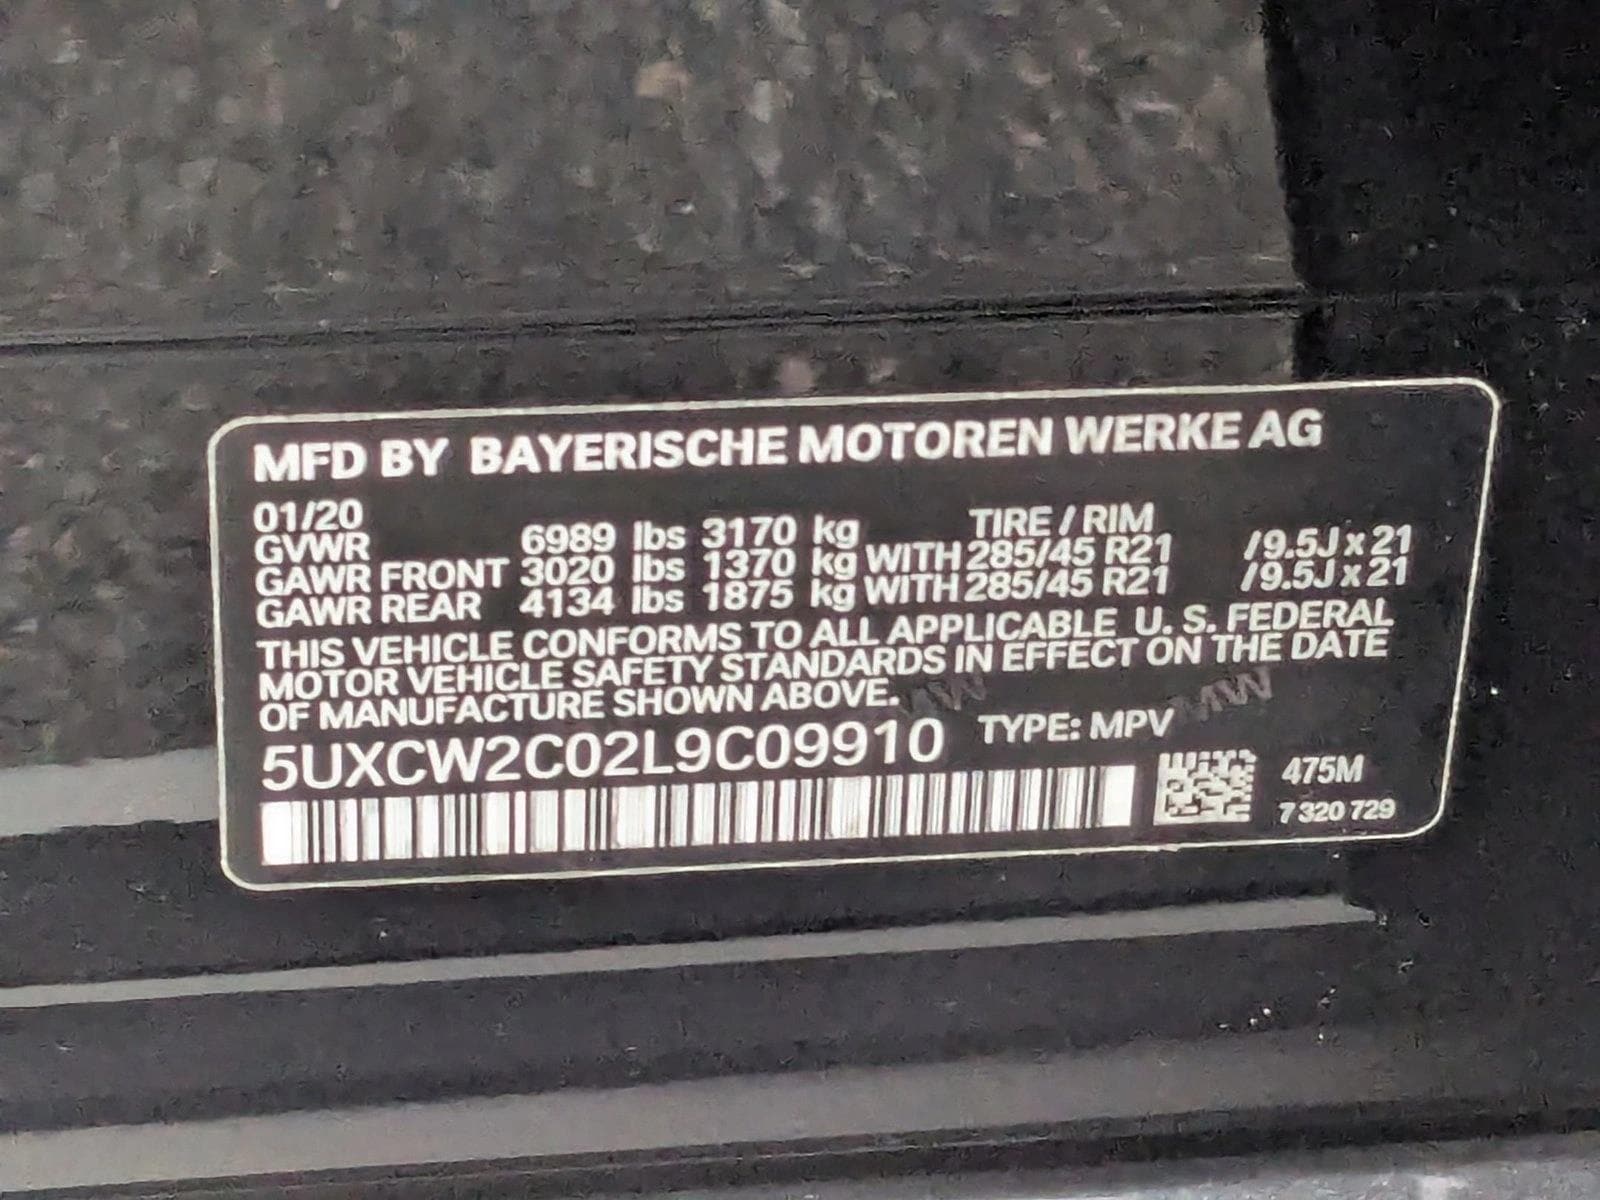 MFD BY BAYERISCHE MOTOREN WERKE AG
01/20 TIRE / RIM
GVWR 6989 lbs 3170 kg
GAWR FRONT 3020 lbs 1370 kg WITH 285/45 R21 /9.5J x 21
GAWR REAR 4134 lbs 1875 kg WITH 285/45 R21 /9.5J x 21
THIS VEHICLE CONFORMS TO ALL APPLICABLE U. S. FEDERAL
MOTOR VEHICLE SAFETY STANDARDS IN EFFECT ON THE DATE
OF MANUFACTURE SHOWN ABOVE.
5UXCW2C02L9C09910 TYPE: MPV
475M
7 320 729